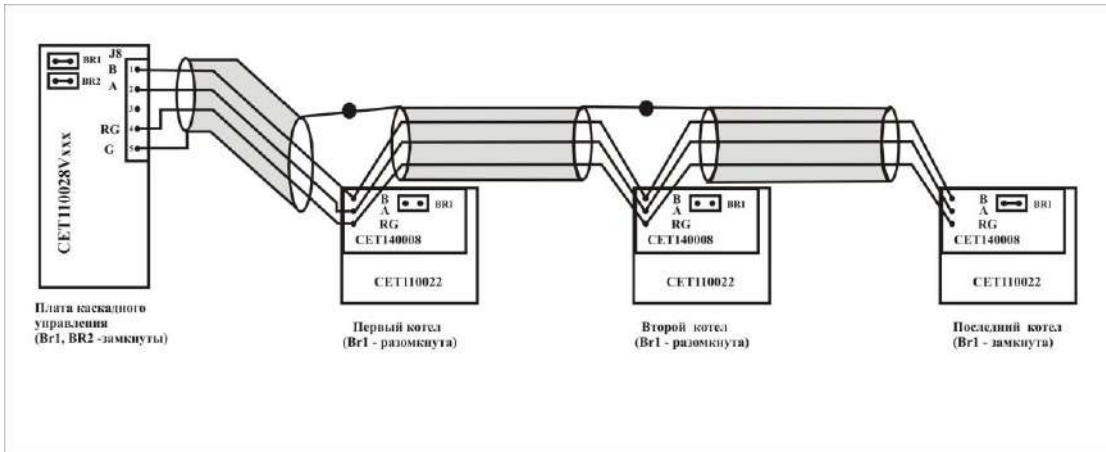 J8
BR1
B
1
BR2
A
2
3
RG
4
G
5
CET110028Vxxx
B
BR1
A
RG
CET140008
CET110022
B
BR1
A
RG
CET140008
CET110022
B
BR1
A
RG
CET140008
CET110022
Плата каскадного
управления
(Br1, BR2 -замкнуты)
Первый котел
(Br1 - разомкнута)
Второй котел
(Br1 - разомкнута)
Последний котел
(Br1 - замкнута)